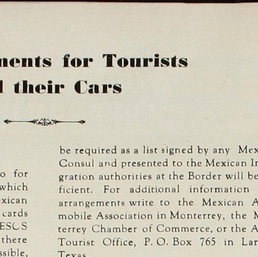 ments for Tourists
their Cars
be required as a list signed by any
Consul and presented to the Mexican
gration authorities at the Border will be
ficient. For additional information
arrangements write to the Mexican A
mobile Association in Monterrey, the M
terrey Chamber of Commerce, or the A
Tourist Office, P. O. Box 765 in Lar
Texas
o for
which
xican
cards
there
ssible,